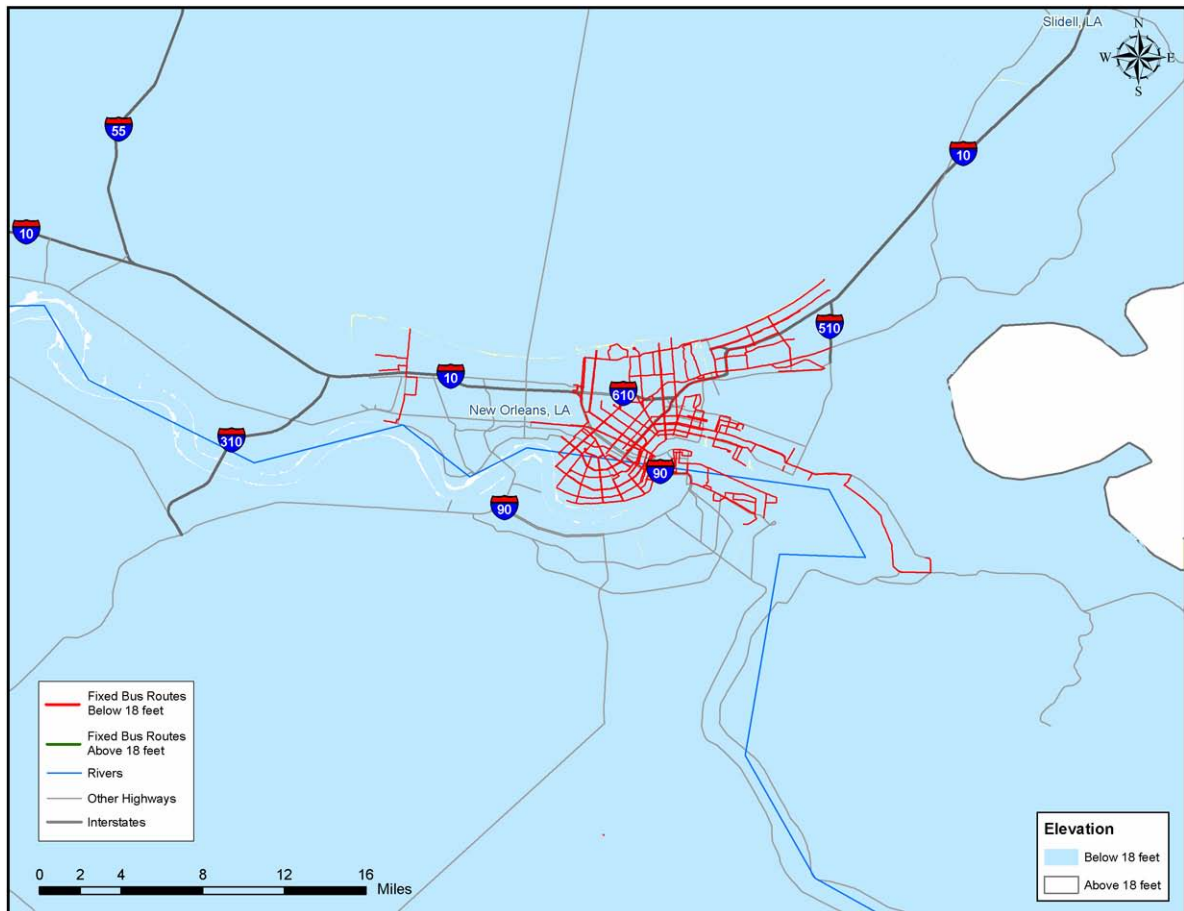 Slidell, LA
N
W
E
S
55
10
10
510
10
610
New Orleans, LA
310
90
90
Fixed Bus Routes
Below 18 feet
Fixed Bus Routes
Above 18 feet
Rivers
Other Highways
Interstates
0 2 4 8 12 16
Miles
Elevation
Below 18 feet
Above 18 feet